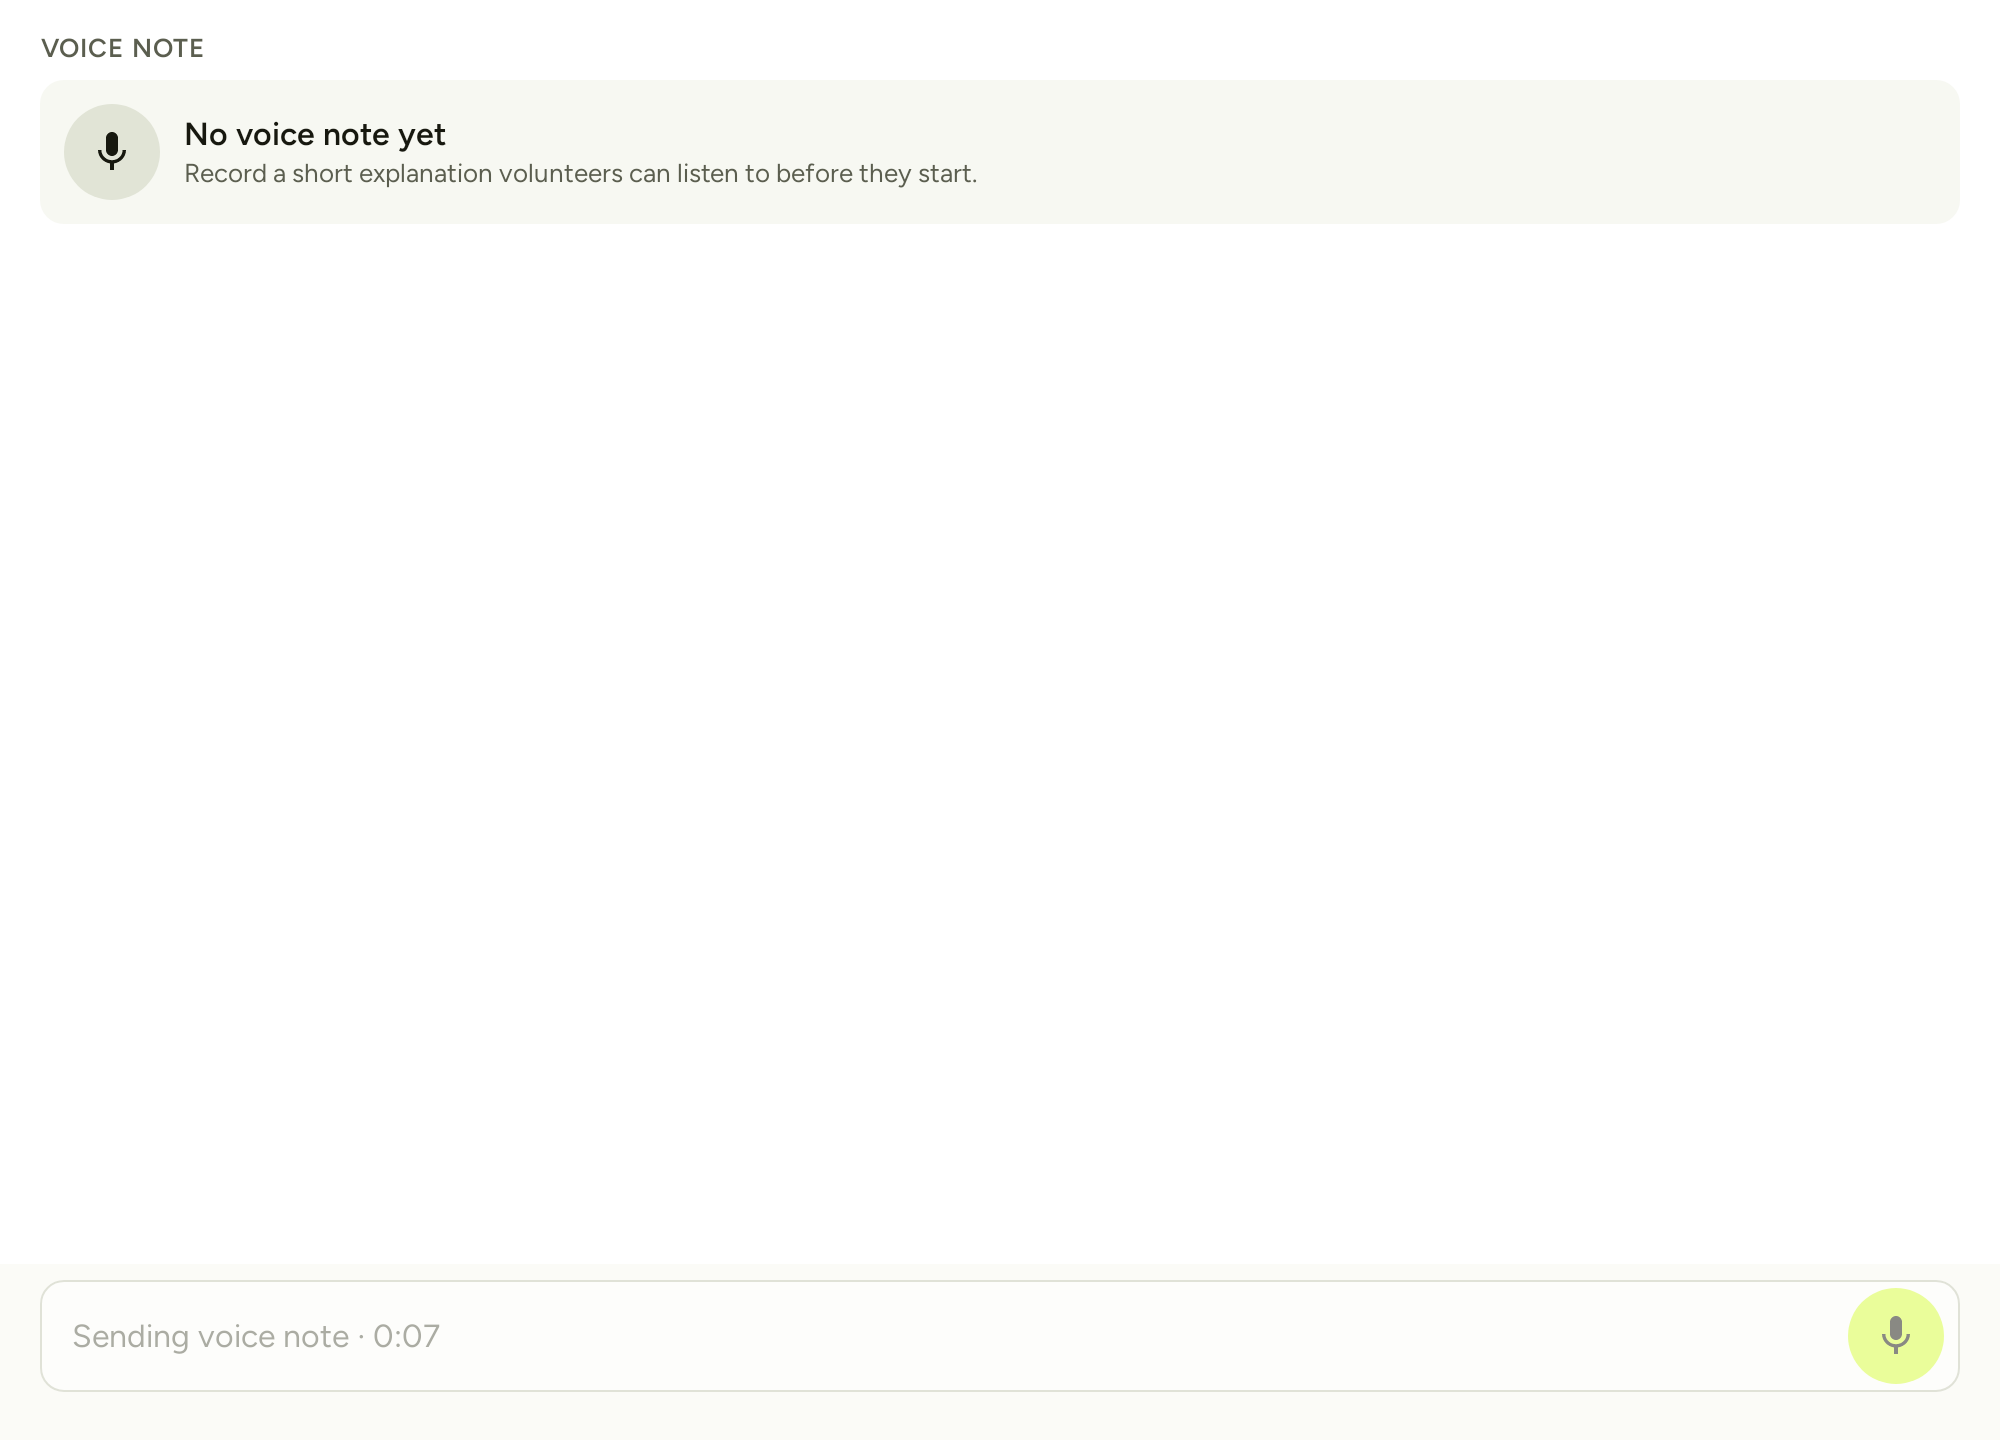 VOICE NOTE
No voice note yet
Record a short explanation volunteers can listen to before they start.
Sending voice note · 0:07